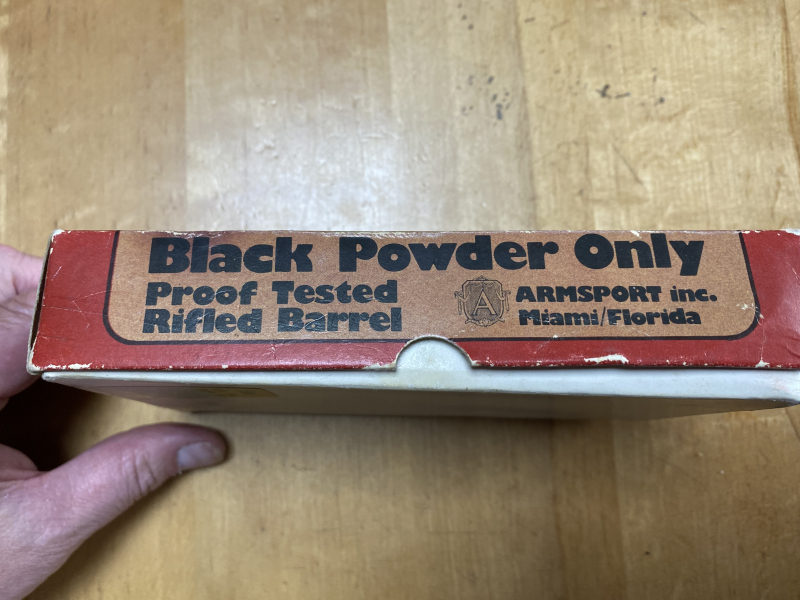 Black Powder Only
Proof Tested
Rifled Barrel
A
ARMSPORT inc.
Miami/Florida